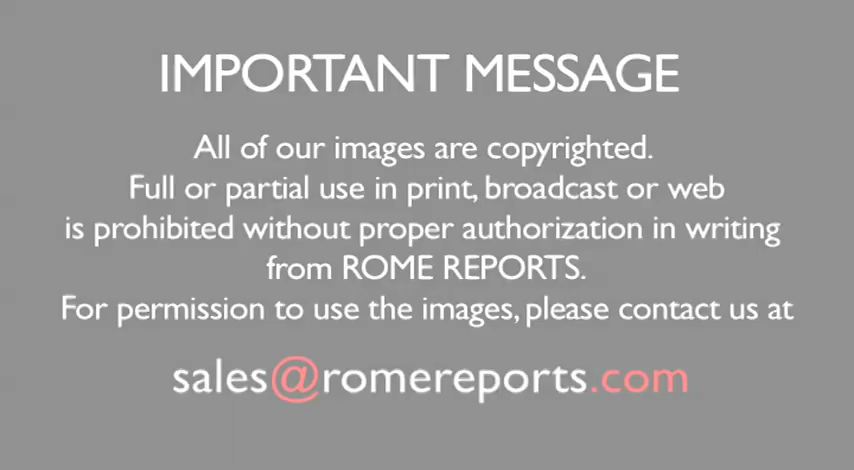 IMPORTANT MESSAGE
All of our images are copyrighted.
Full or partial use in print, broadcast or web
is prohibited without proper authorization in writing
from ROME REPORTS.
For permission to use the images, please contact us at
sales@romereports.com